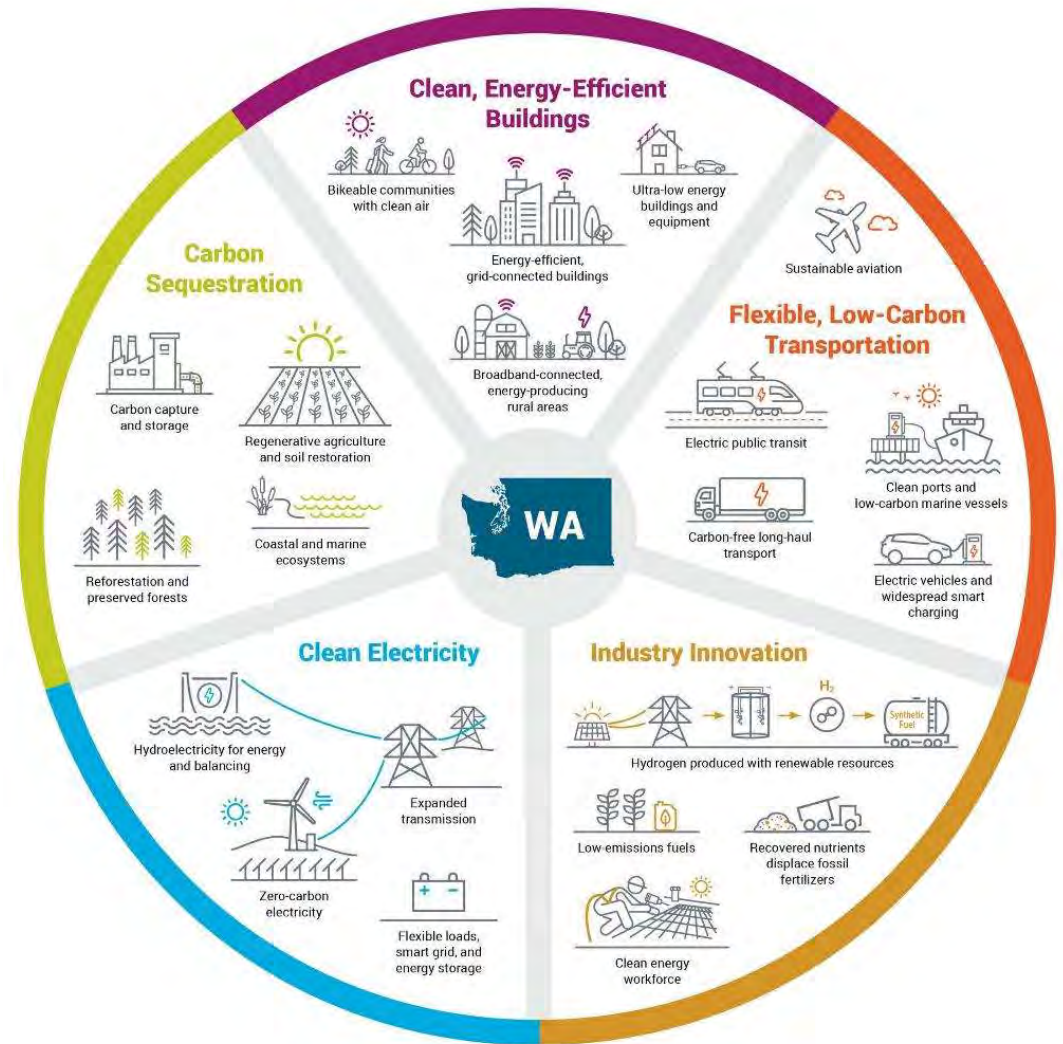 Clean, Energy-Efficient
Buildings
Bikeable communities
with clean air
Energy-efficient,
grid-connected buildings
Ultra-low energy
buildings and
equipment
Broadband-connected,
energy-producing
rural areas
Sustainable aviation
Flexible, Low-Carbon
Transportation
Electric public transit
Clean ports and
low-carbon marine vessels
Carbon-free long-haul
transport
Electric vehicles and
widespread smart
charging
Carbon
Sequestration
Carbon capture
and storage
Regenerative agriculture
and soil restoration
Reforestation and
preserved forests
Coastal and marine
ecosystems
WA
Clean Electricity
Hydroelectricity for energy
and balancing
Expanded
transmission
Zero-carbon
electricity
+ -
Flexible loads,
smart grid, and
energy storage
Industry Innovation
H₂
Synthetic
Fuel
Hydrogen produced with renewable resources
Low-emissions fuels
Recovered nutrients
displace fossil
fertilizers
Clean energy
workforce